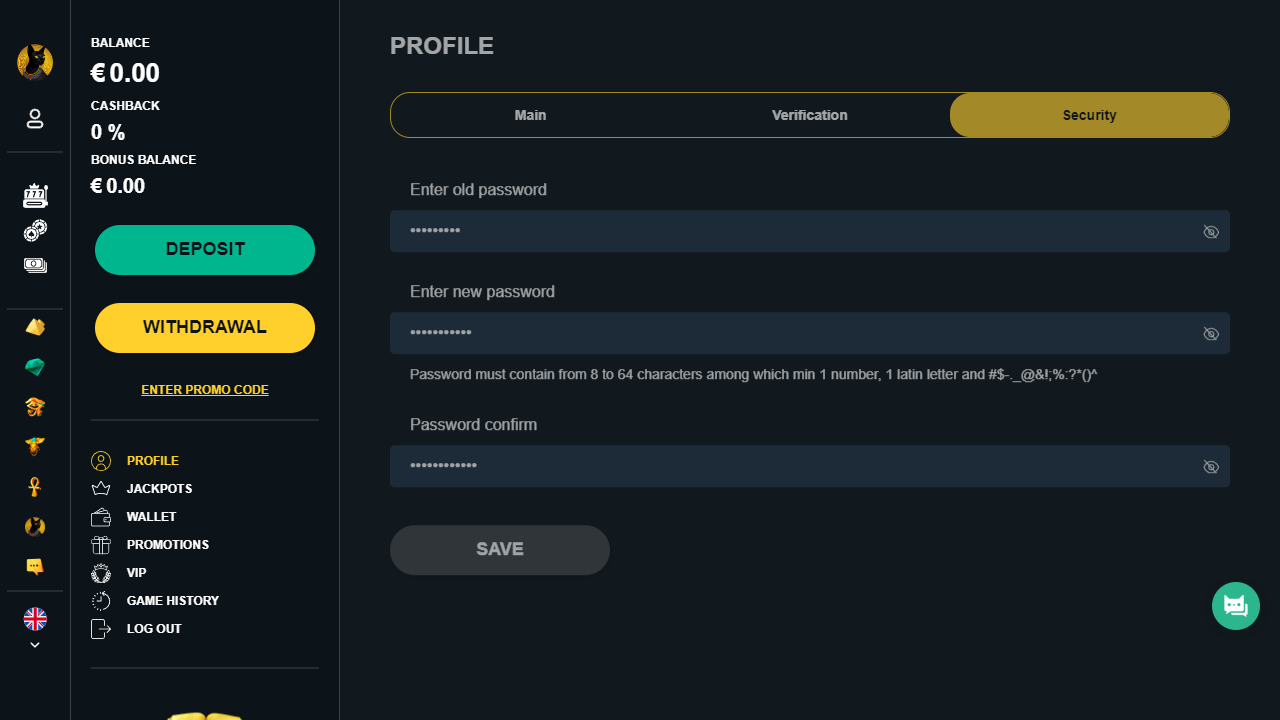 BALANCE
€ 0.00
CASHBACK
0 %
BONUS BALANCE
€ 0.00
DEPOSIT
WITHDRAWAL
ENTER PROMO CODE
PROFILE
JACKPOTS
WALLET
PROMOTIONS
VIP
GAME HISTORY
LOG OUT
PROFILE
Main
Verification
Security
Enter old password
•••••••••
Enter new password
•••••••••••
Password must contain from 8 to 64 characters among which min 1 number, 1 latin letter and #$-._@&!;%:?*()^
Password confirm
••••••••••••
SAVE